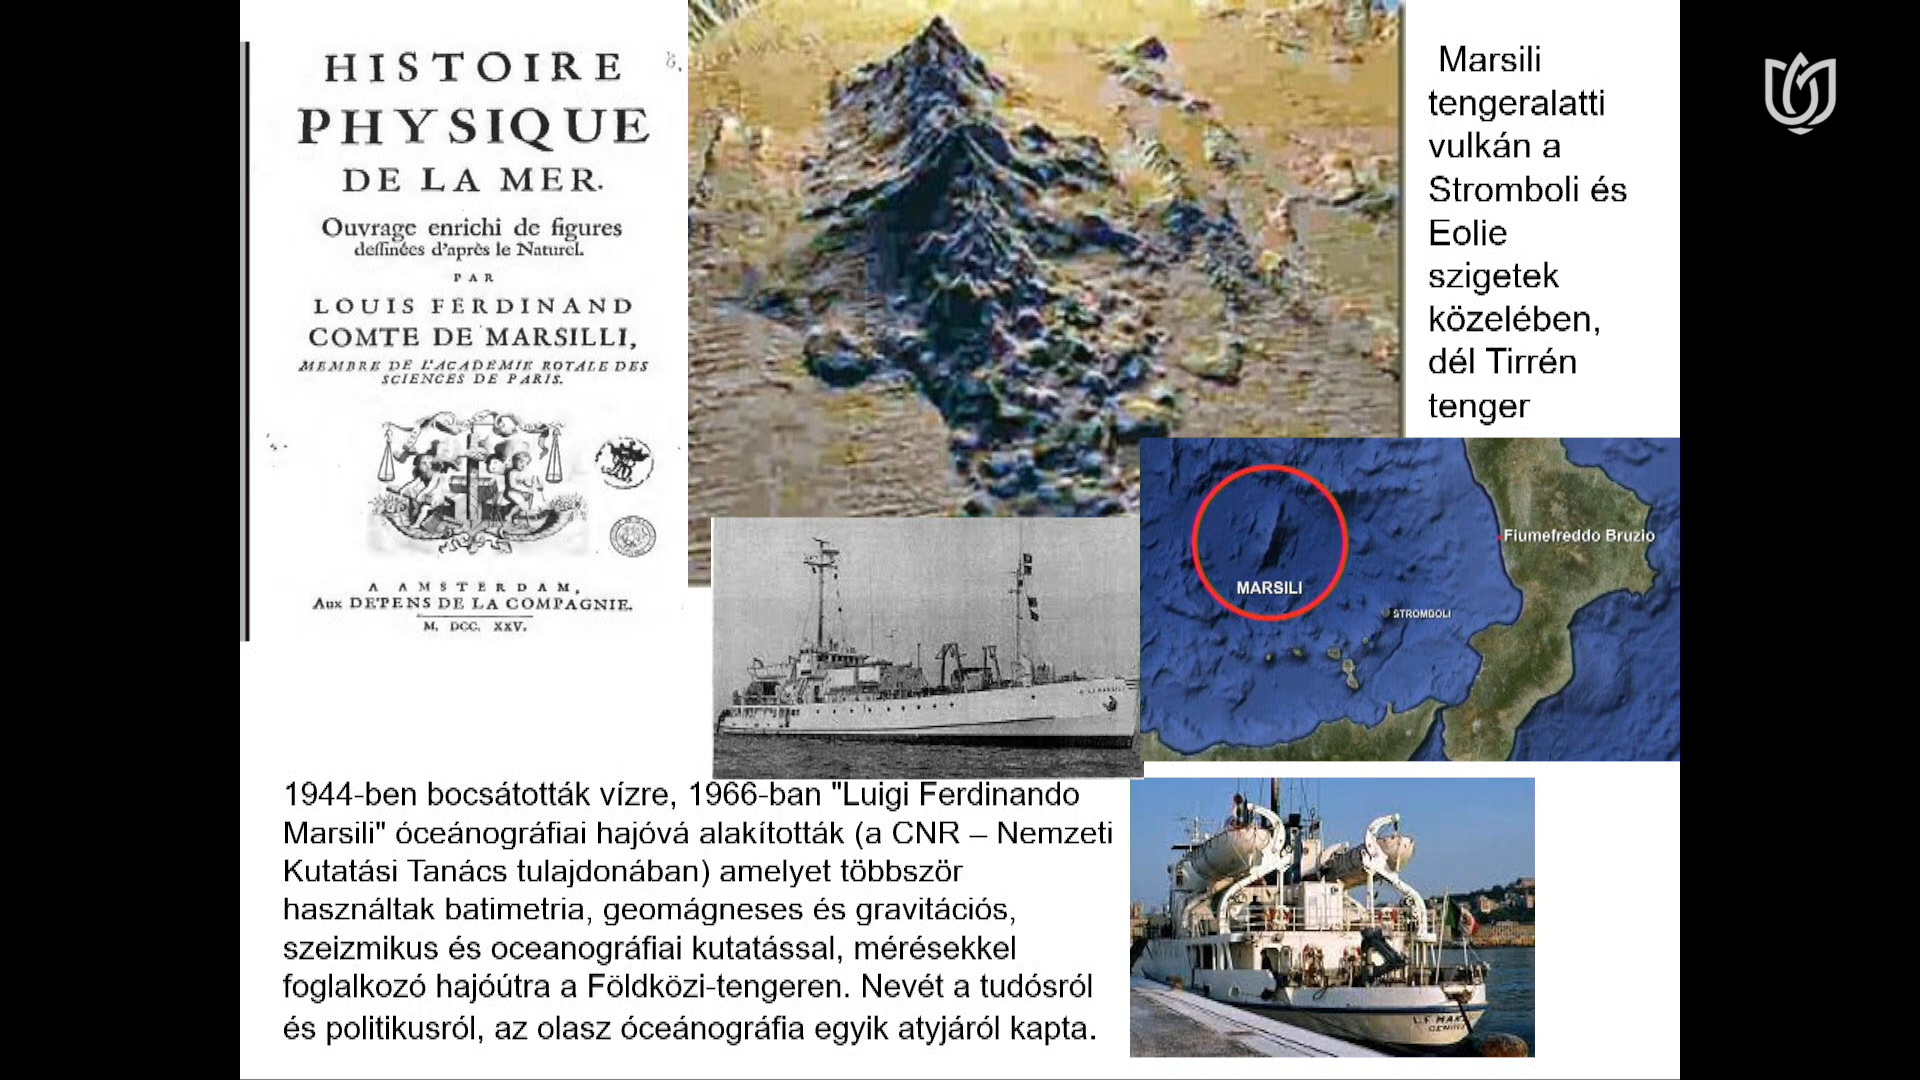 HISTOIRE
PHYSIQUE
DE LA MER.
Ouvrage enrichi de figures
dessinées d'après le Naturel.
PAR
LOUIS FERDINAND
COMTE DE MARSILLI,
MEMBRE DE L'ACADEMIE ROYALE DES
SCIENCES DE PARIS.
A AMSTERDAM,
Aux DE'PENS DE LA COMPAGNIE.
M. DCC. XXV.
Marsili
tengeralatti
vulkán a
Stromboli és
Eolie
szigetek
közelében,
dél Tirrén
tenger
Fiumefreddo Bruzio
MARSILI
STROMBOLI
1944-ben bocsátották vízre, 1966-ban "Luigi Ferdinando
Marsili" óceánográfiai hajóvá alakították (a CNR – Nemzeti
Kutatási Tanács tulajdonában) amelyet többször
használtak batimetria, geomágneses és gravitációs,
szeizmikus és oceanográfiai kutatással, mérésekkel
foglalkozó hajóútra a Földközi-tengeren. Nevét a tudósról
és politikusról, az olasz óceánográfia egyik atyjáról kapta.